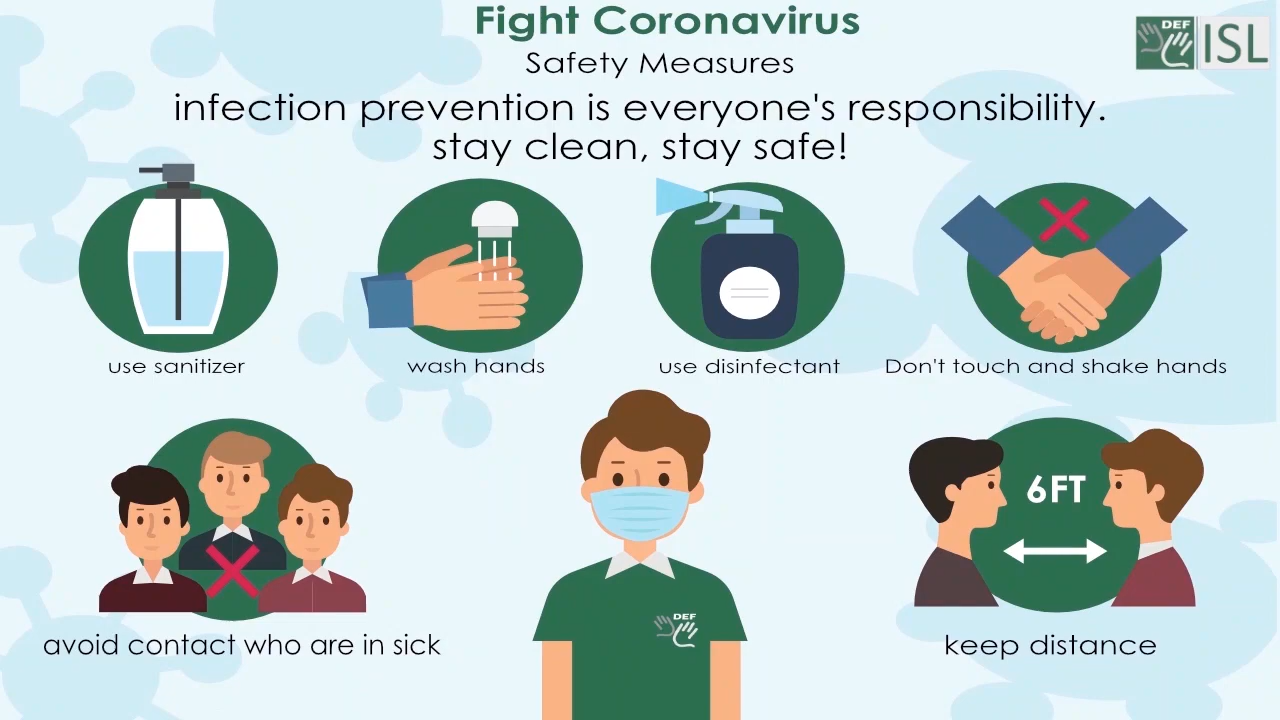 Fight Coronavirus
DEF
ISL
Safety Measures
infection prevention is everyone's responsibility.
stay clean, stay safe!
use sanitizer
wash hands
use disinfectant
Don't touch and shake hands
6FT
DEF
avoid contact who are in sick
keep distance